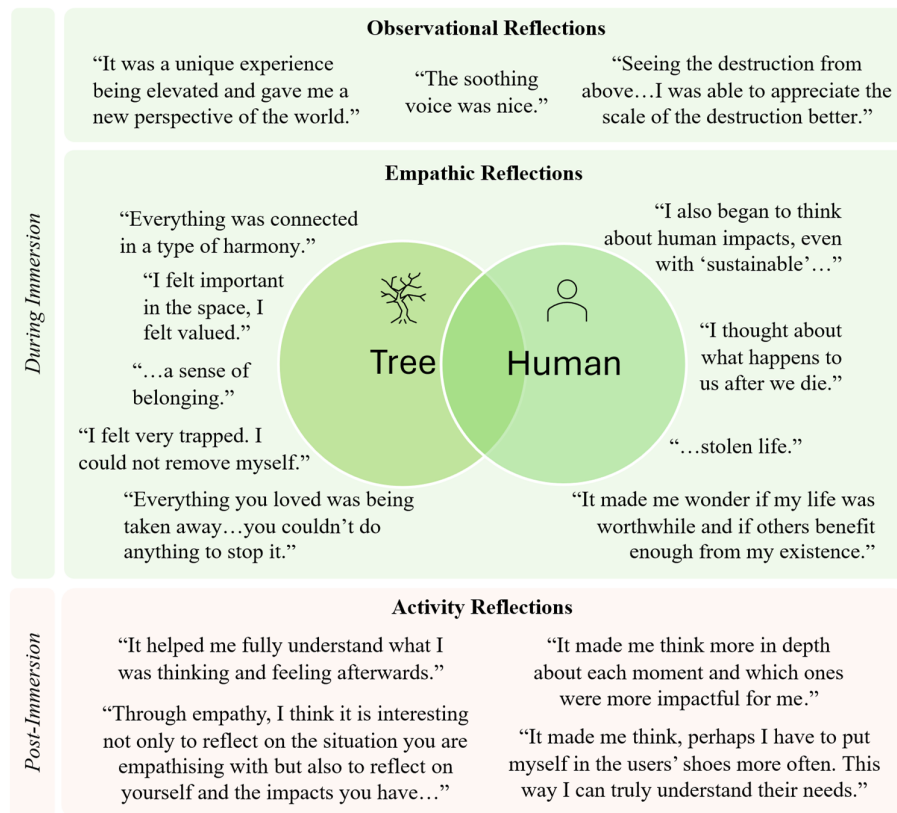 During Immersion
Observational Reflections
“It was a unique experience
being elevated and gave me a
new perspective of the world.”
“The soothing
voice was nice.”
“Seeing the destruction from
above…I was able to appreciate the
scale of the destruction better.”
Empathic Reflections
“Everything was connected
in a type of harmony.”
“I felt important
in the space, I
felt valued.”
“…a sense of
belonging.”
“I felt very trapped. I
could not remove myself.”
“Everything you loved was being
taken away…you couldn’t do
anything to stop it.”
Tree
Human
“I also began to think
about human impacts, even
with ‘sustainable’…”
“I thought about
what happens to
us after we die.”
“…stolen life.”
“It made me wonder if my life was
worthwhile and if others benefit
enough from my existence.”
Post-Immersion
Activity Reflections
“It helped me fully understand what I
was thinking and feeling afterwards.”
“Through empathy, I think it is interesting
not only to reflect on the situation you are
empathising with but also to reflect on
yourself and the impacts you have…”
“It made me think more in depth
about each moment and which ones
were more impactful for me.”
“It made me think, perhaps I have to put
myself in the users’ shoes more often. This
way I can truly understand their needs.”